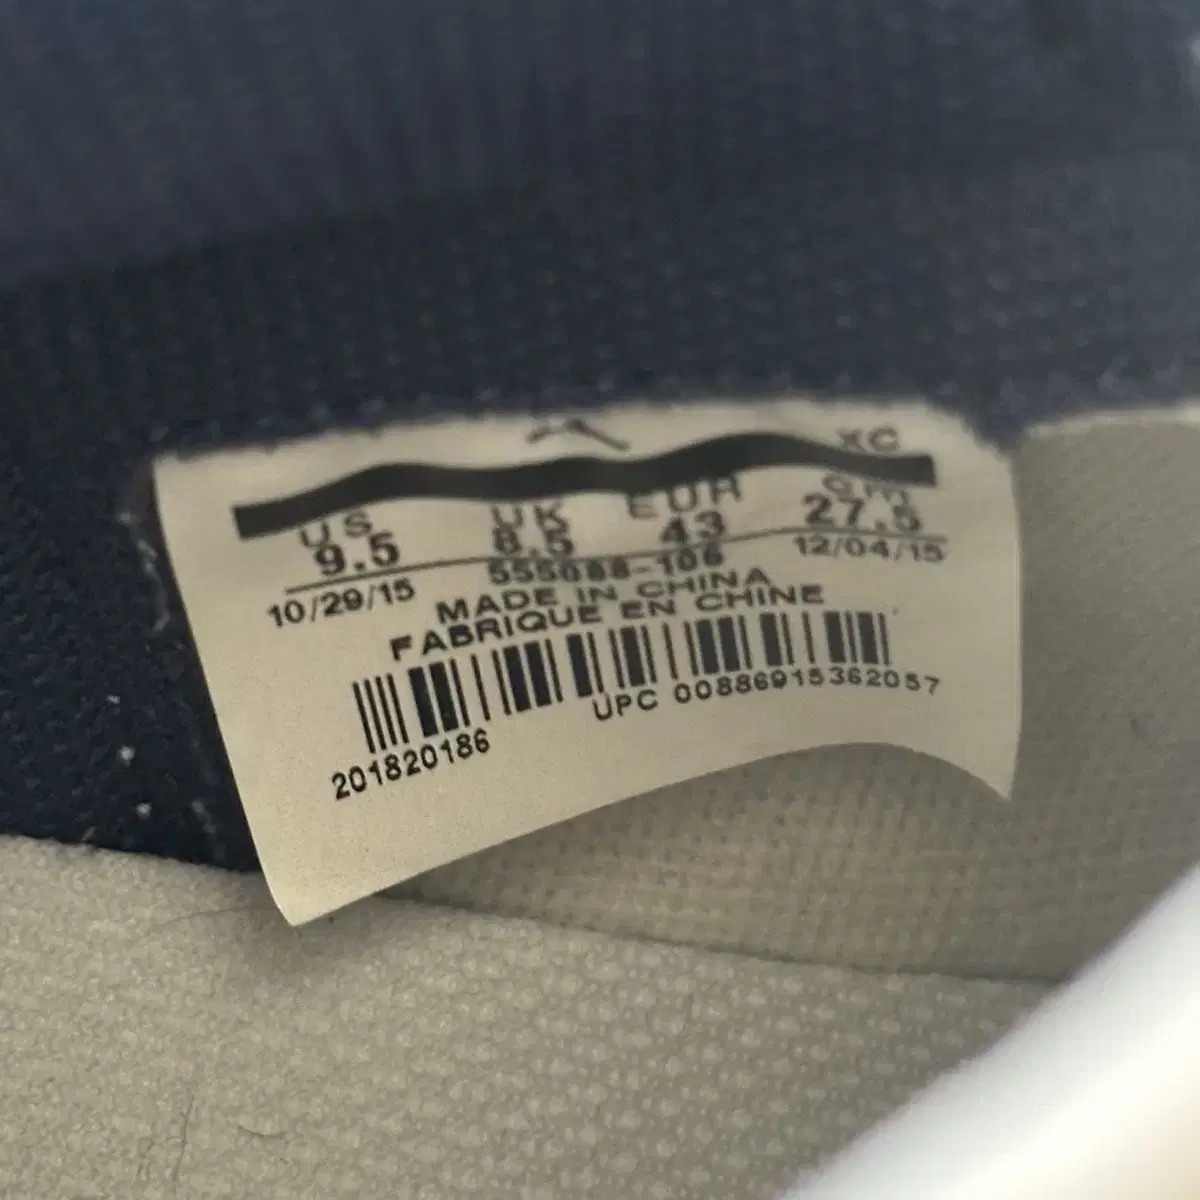 XC
US UK EUR cm
9.5 8.5 43 27.5
10/29/15 555088-106 12/04/15
MADE IN CHINA
FABRIQUE EN CHINE
UPC 00886915362057
201820186